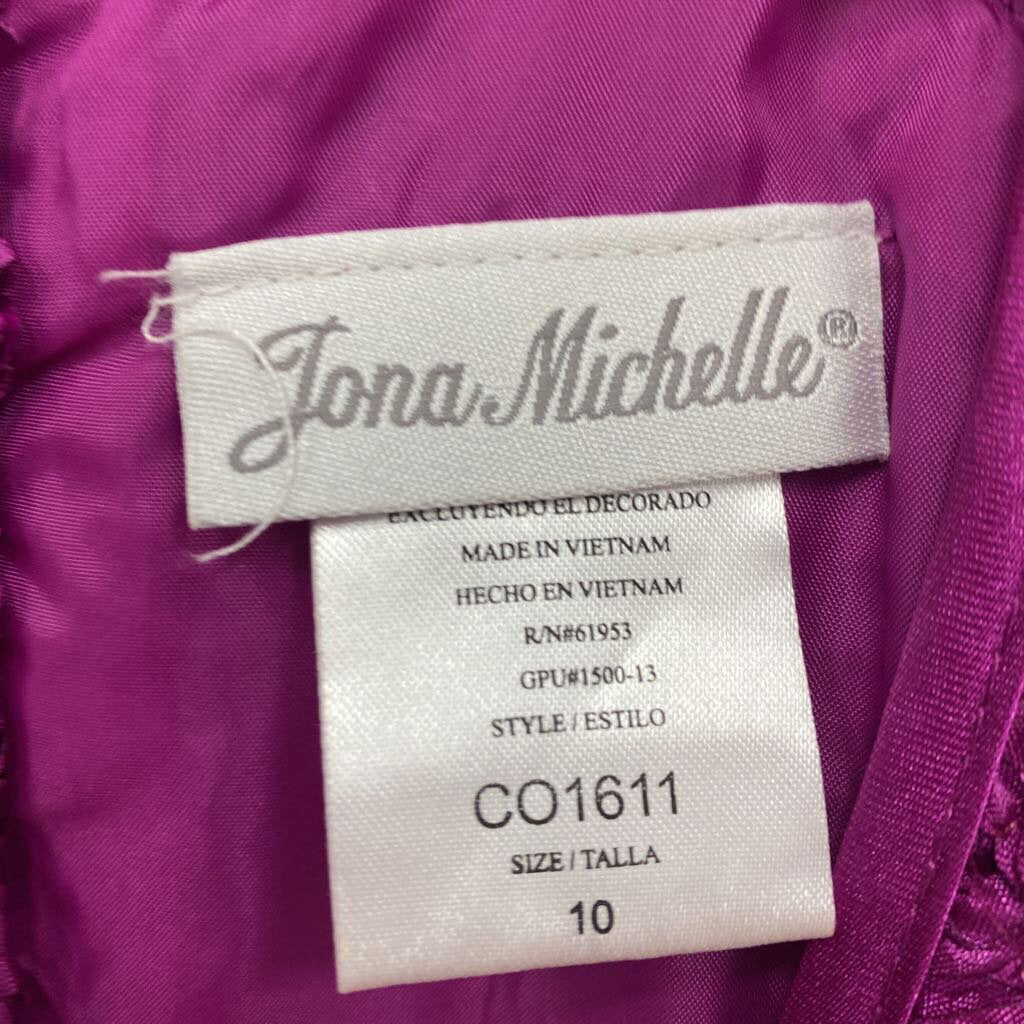 Jona Michelle®
EXCLUYENDO EL DECORADO
MADE IN VIETNAM
HECHO EN VIETNAM
R/N#61953
GPU#1500-13
STYLE / ESTILO
CO1611
SIZE / TALLA
10